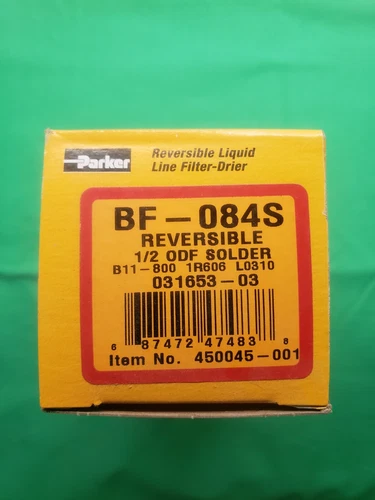 Parker
Reversible Liquid
Line Filter-Drier
BF-084S
REVERSIBLE
1/2 ODF SOLDER
B11-800 1R606 L0310
031653-03
6 87472 47483 8
Item No. 450045-001